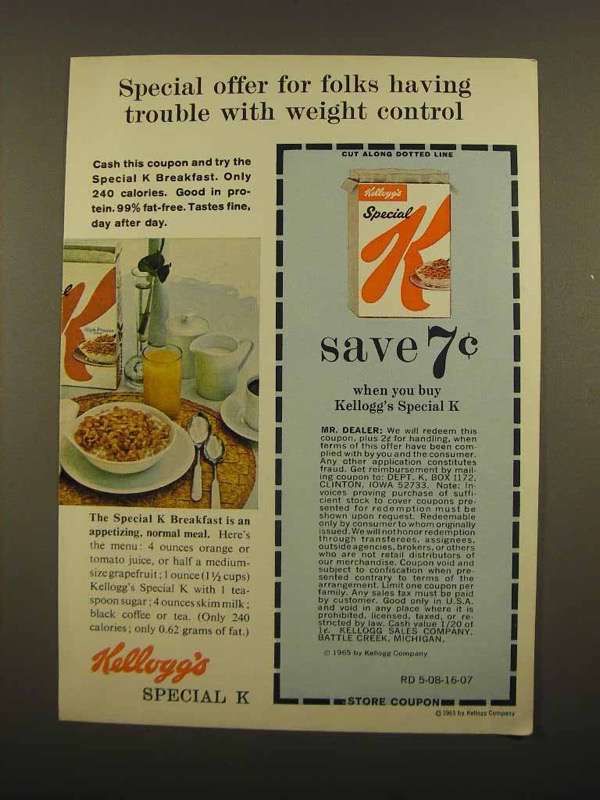 Special offer for folks having
trouble with weight control
Cash this coupon and try the
Special K Breakfast. Only
240 calories. Good in pro-
tein. 99% fat-free. Tastes fine,
day after day.
The Special K Breakfast is an
appetizing, normal meal. Here's
the menu: 4 ounces orange or
tomato juice, or half a medium-
size grapefruit; 1 ounce (1½ cups)
Kellogg's Special K with 1 tea-
spoon sugar; 4 ounces skim milk;
black coffee or tea. (Only 240
calories; only 0.62 grams of fat.)
Kellogg's
SPECIAL K
CUT ALONG DOTTED LINE
Kellogg's
Special
K
save 7¢
when you buy
Kellogg's Special K
MR. DEALER: We will redeem this
coupon, plus 2¢ for handling, when
terms of this offer have been com-
plied with by you and the consumer.
Any other application constitutes
fraud. Get reimbursement by mail-
ing coupon to: DEPT. K, BOX 1172,
CLINTON, IOWA 52733. Note: In-
voices proving purchase of suffi-
cient stock to cover coupons pre-
sented for redemption must be
shown upon request. Redeemable
only by consumer to whom originally
issued. We will not honor redemption
through transferees, assignees,
outside agencies, brokers, or others
who are not retail distributors of
our merchandise. Coupon void and
subject to confiscation when pre-
sented contrary to terms of the
arrangement. Limit one coupon per
family. Any sales tax must be paid
by customer. Good only in U.S.A.
and void in any place where it is
prohibited, licensed, taxed, or re-
stricted by law. Cash value 1/20 of
1¢. KELLOGG SALES COMPANY,
BATTLE CREEK, MICHIGAN.
© 1965 by Kellogg Company
RD 5-08-16-07
STORE COUPON
© 1965 by Kellogg Company